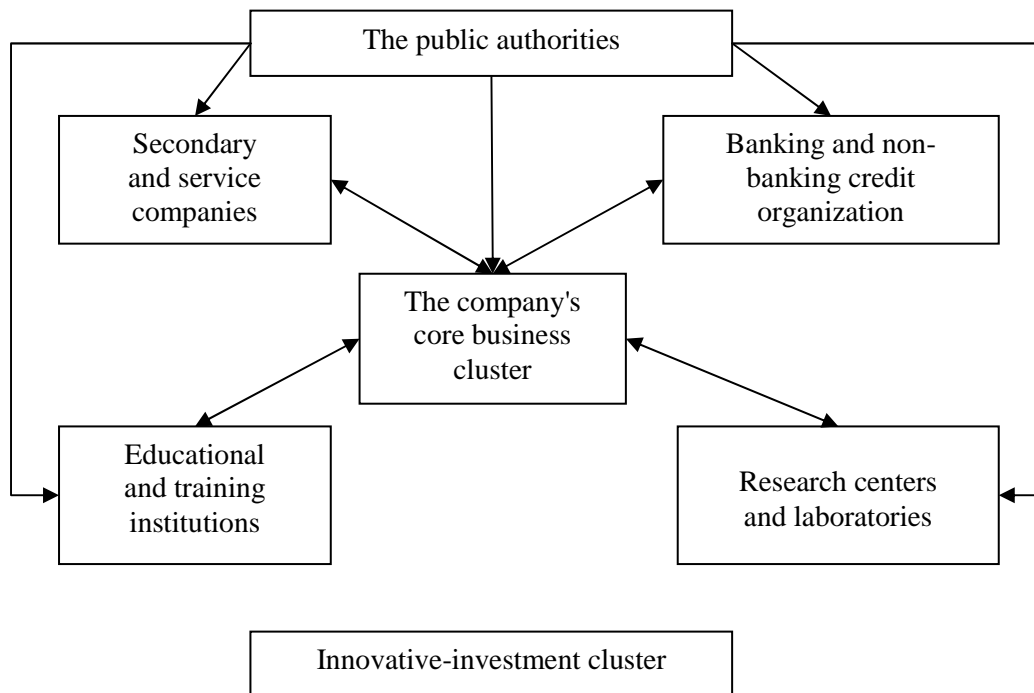 The public authorities
Secondary
and service
companies
Banking and non-
banking credit
organization
The company's
core business
cluster
Educational
and training
institutions
Research centers
and laboratories
Innovative-investment cluster